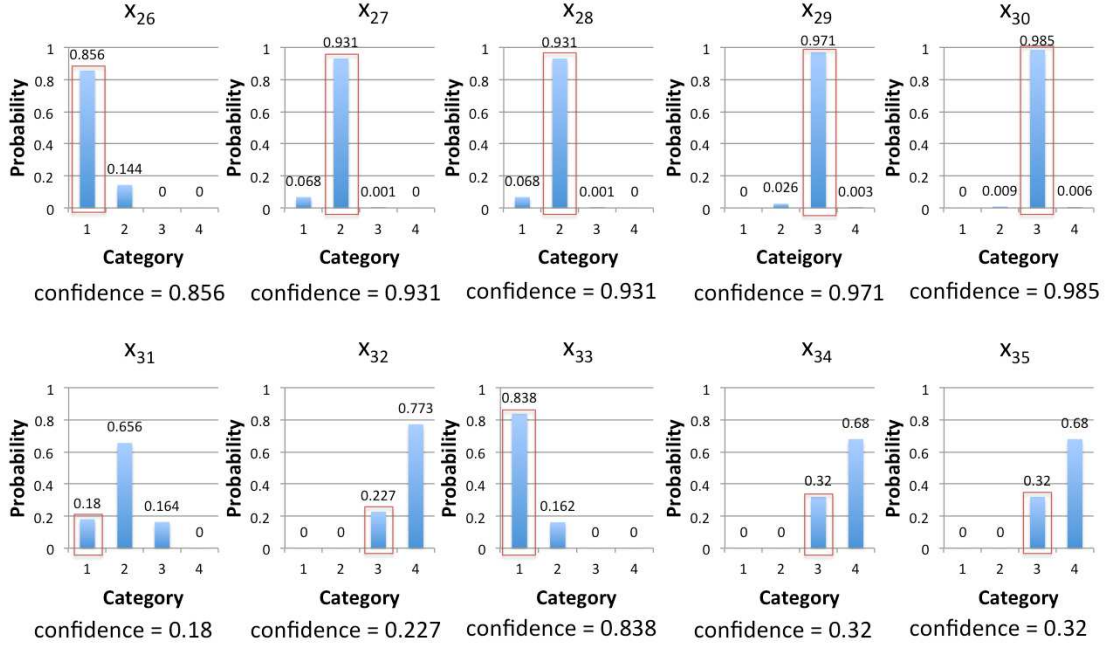 X26
X27
X28
X29
X30
Probability
1
0.8
0.6
0.4
0.2
0
0.856
0.144
0
0
1 2 3 4
Category
confidence = 0.856
Probability
1
0.8
0.6
0.4
0.2
0
0.068
0.931
0.001
0
1 2 3 4
Category
confidence = 0.931
Probability
1
0.8
0.6
0.4
0.2
0
0.068
0.931
0.001
0
1 2 3 4
Category
confidence = 0.931
Probability
1
0.8
0.6
0.4
0.2
0
0
0.026
0.971
0.003
1 2 3 4
Cateigory
confidence = 0.971
Probability
1
0.8
0.6
0.4
0.2
0
0
0.009
0.985
0.006
1 2 3 4
Category
confidence = 0.985
X31
X32
X33
X34
X35
Probability
1
0.8
0.6
0.4
0.2
0
0.18
0.656
0.164
0
1 2 3 4
Category
confidence = 0.18
Probability
1
0.8
0.6
0.4
0.2
0
0
0
0.227
0.773
1 2 3 4
Category
confidence = 0.227
Probability
1
0.8
0.6
0.4
0.2
0
0.838
0.162
0
0
1 2 3 4
Category
confidence = 0.838
Probability
1
0.8
0.6
0.4
0.2
0
0
0
0.32
0.68
1 2 3 4
Category
confidence = 0.32
Probability
1
0.8
0.6
0.4
0.2
0
0
0
0.32
0.68
1 2 3 4
Category
confidence = 0.32